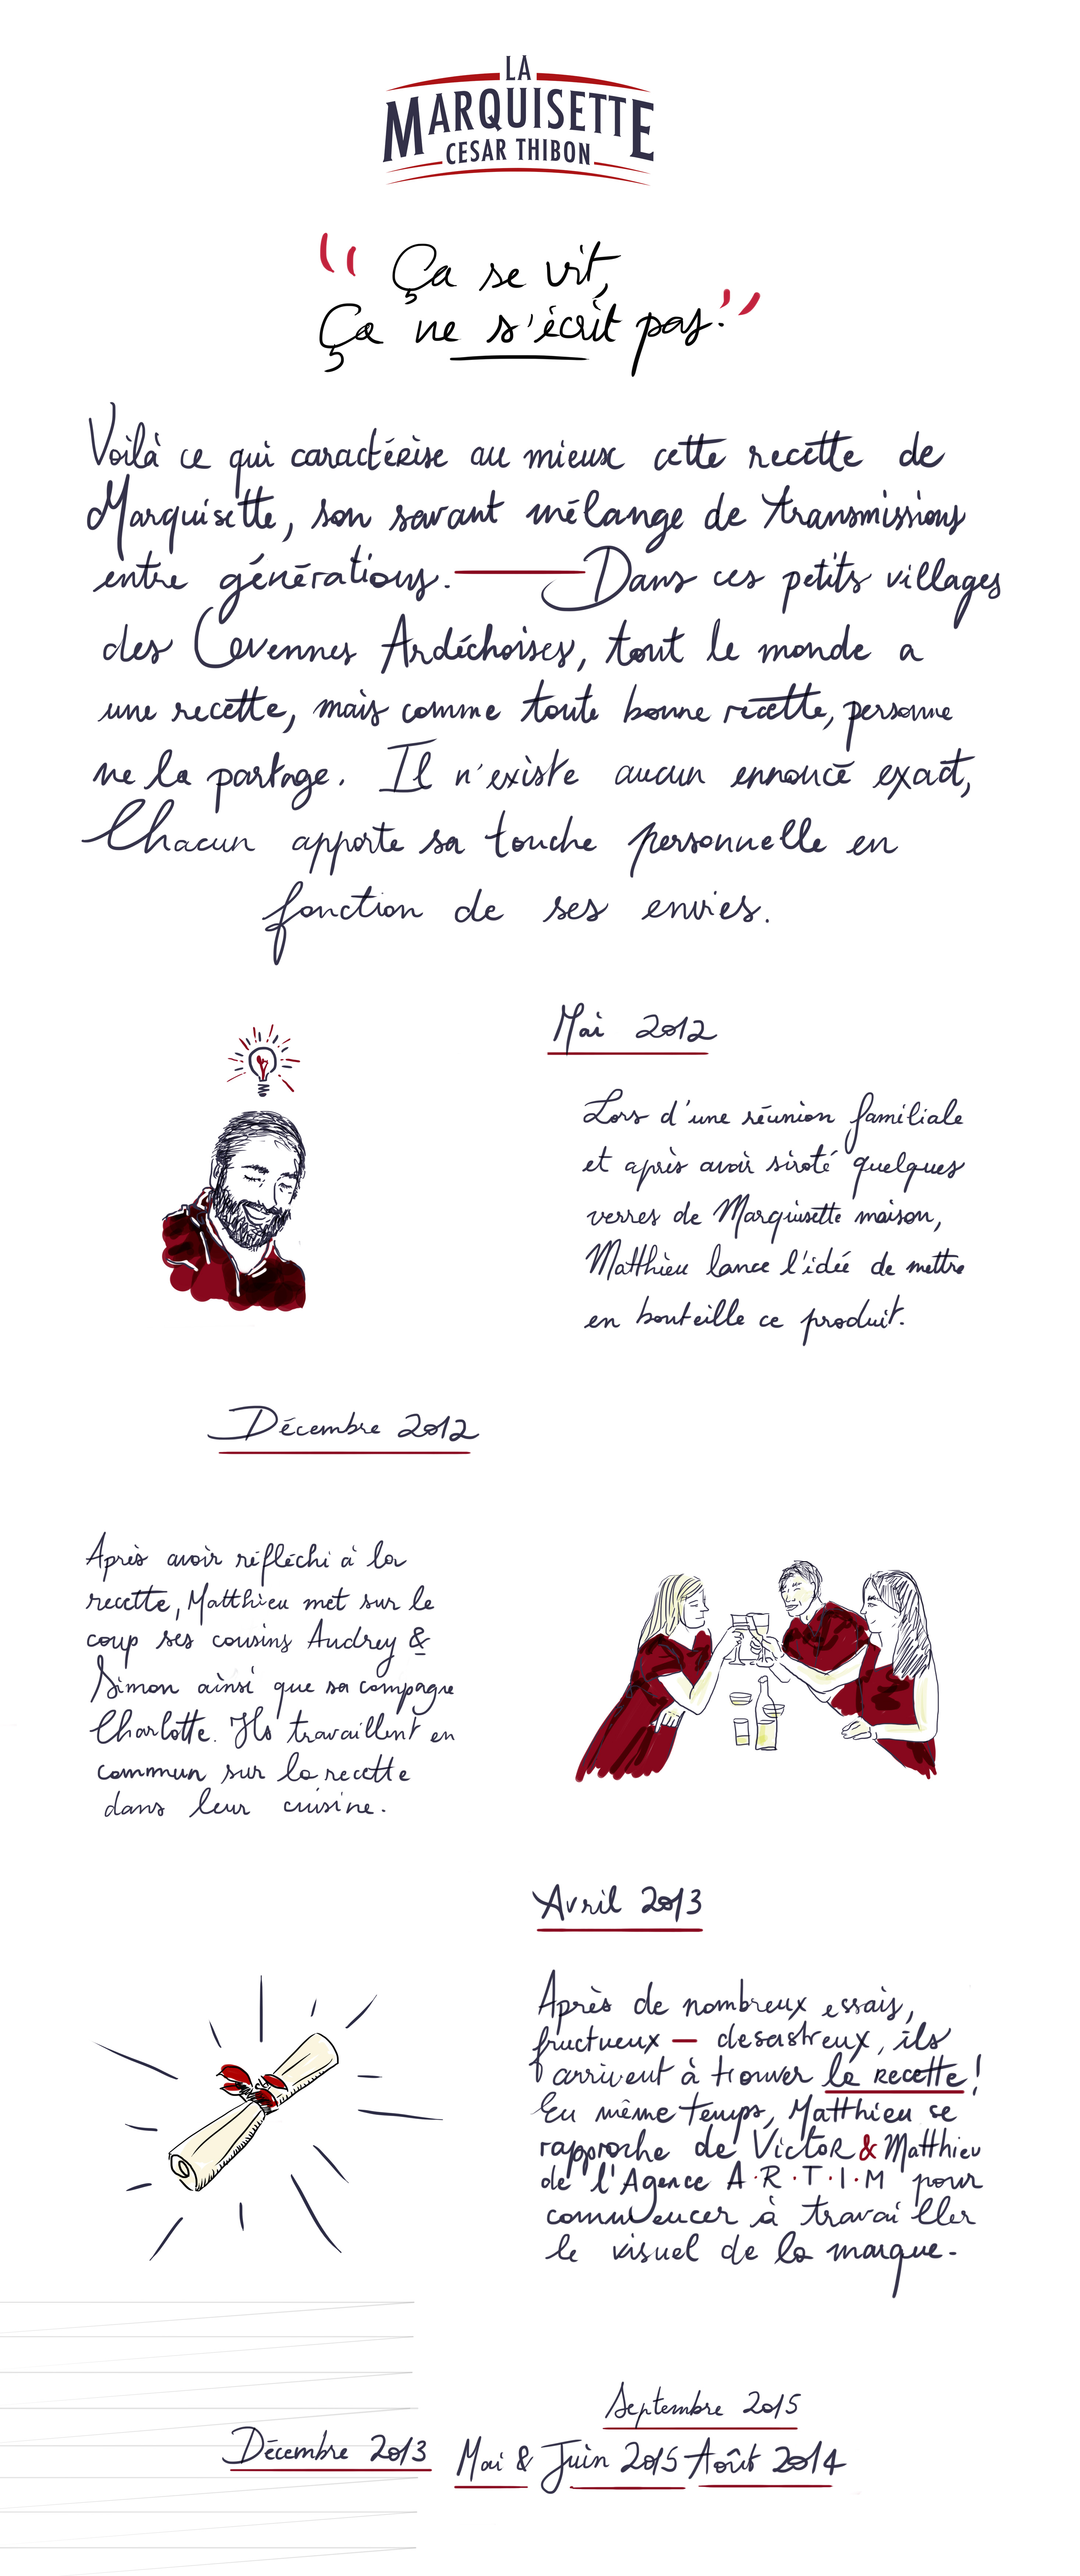 LA
MARQUISETTE
CESAR THIBON
" Ça se vit,
Ça ne s'écrit pas."
Voilà ce qui caractérise au mieux cette recette de
Marquisette, son savant mélange de transmissions
entre générations. — Dans ces petits villages
des Cevennes Ardéchoises, tout le monde a
une recette, mais comme toute bonne recette, personne
ne la partage. Il n'existe aucun ennoncé exact,
Chacun apporte sa touche personnelle en
fonction de ses envies.
Mai 2012
Lors d'une réunion familiale
et après avoir siroté quelques
verres de Marquisette maison,
Matthieu lance l'idée de mettre
en bouteille ce produit.
Décembre 2012
Après avoir réfléchi à la
recette, Matthieu met sur le
coup ses cousins Audrey &
Simon ainsi que sa compagne
Charlotte. Ils travaillent en
commun sur la recette
dans leur cuisine.
Avril 2013
Après de nombreux essais,
fructueux — desastreux, ils
arrivent à trouver la recette!
En même temps, Matthieu se
rapproche de Victor & Matthieu
de l'Agence A·R·T·I·M pour
commencer à travailler
le visuel de la marque.
Septembre 2015
Décembre 2013 Mai & Juin 2015 Août 2014